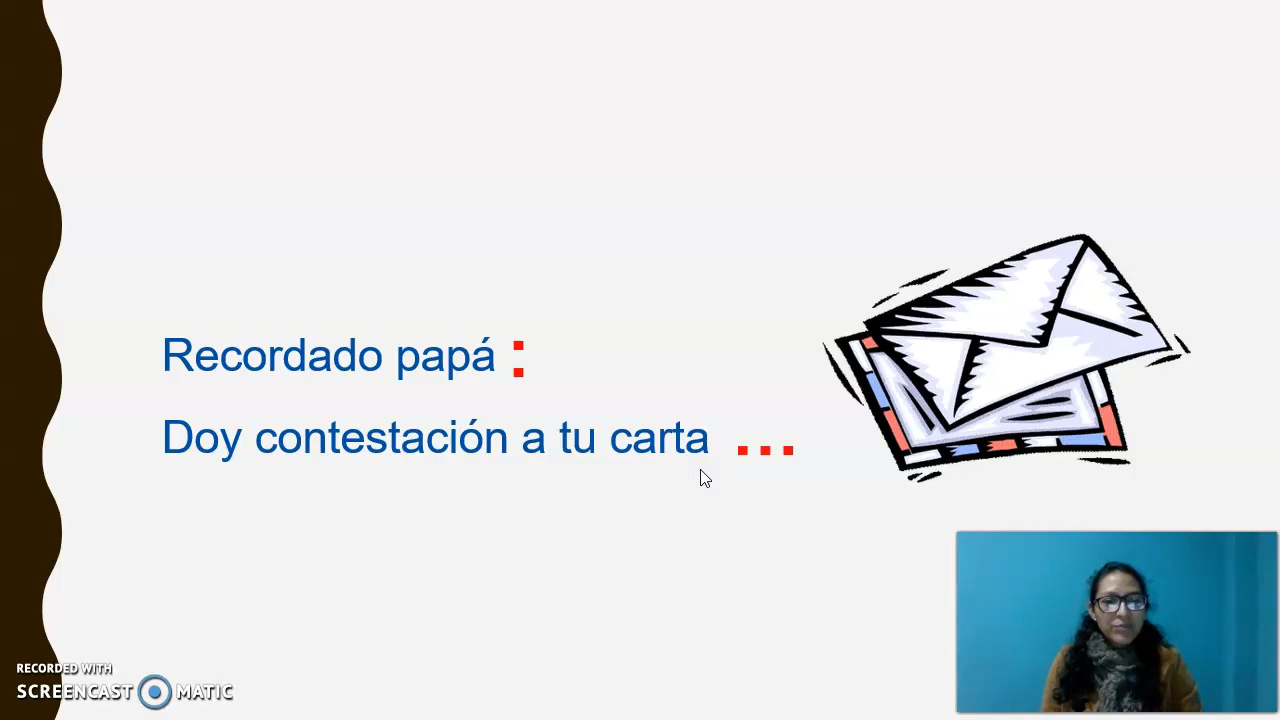 Recordado papá :
Doy contestación a tu carta ...
RECORDED WITH
SCREENCAST MATIC